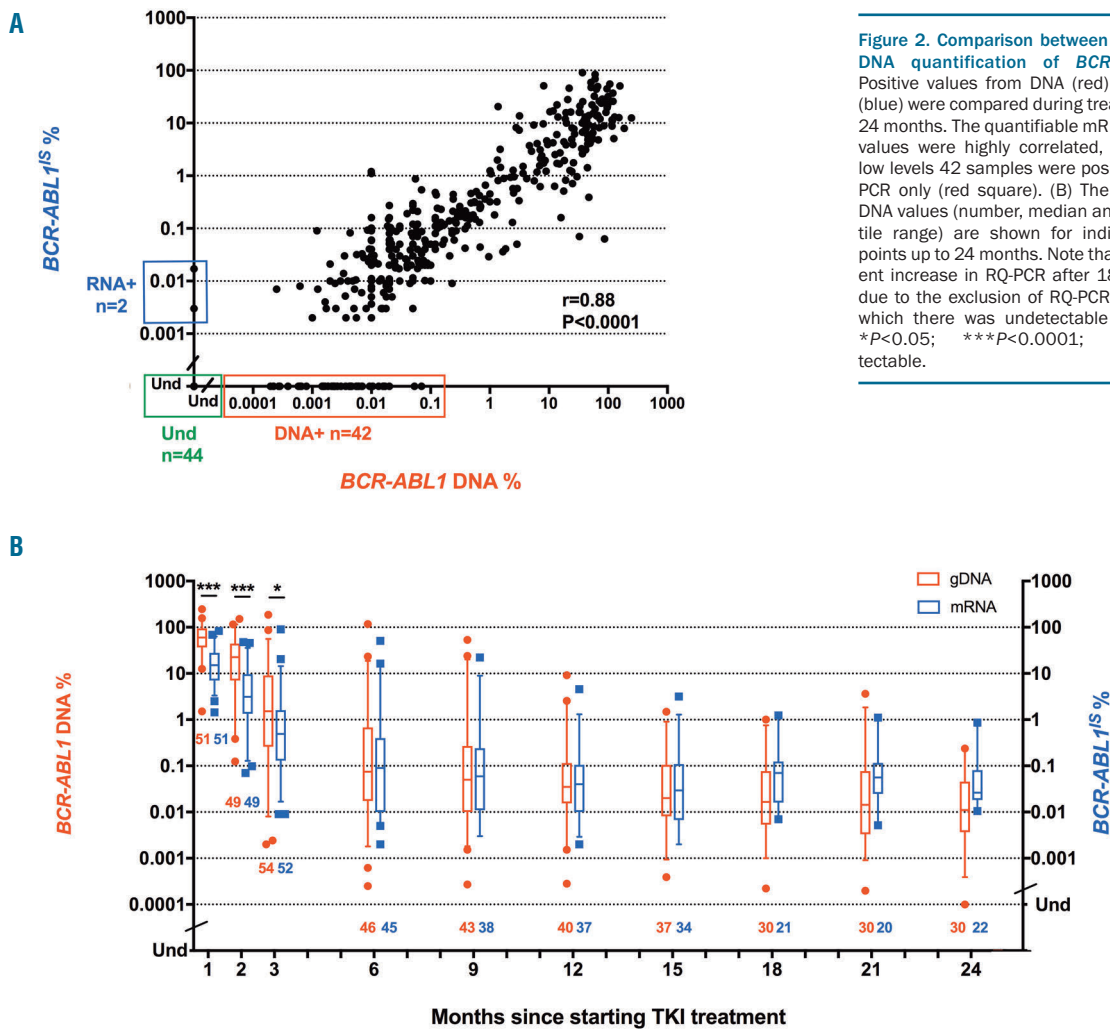 A
1000
100
10
1
0.1
0.01
0.001
BCR-ABL1^IS %
RNA+
n=2
r=0.88
P<0.0001
Und
Und
0.0001 0.001 0.01 0.1 1 10 100 1000
Und
n=44
DNA+ n=42
BCR-ABL1 DNA %
Figure 2. Comparison between
DNA quantification of BCR
Positive values from DNA (red)
(blue) were compared during trea
24 months. The quantifiable mR
values were highly correlated,
low levels 42 samples were pos
PCR only (red square). (B) The
DNA values (number, median an
tile range) are shown for indi
points up to 24 months. Note tha
ent increase in RQ-PCR after 18
due to the exclusion of RQ-PCR
which there was undetectable
*P<0.05; ***P<0.0001;
tectable.
B
1000
100
10
1
0.1
0.01
0.001
0.0001
Und
BCR-ABL1 DNA %
*** *** *
gDNA
mRNA
51 51
49 49
54 52
46 45
43 38
40 37
37 34
30 21
30 20
30 22
1000
100
10
1
0.1
0.01
0.001
Und
BCR-ABL1^IS %
1 2 3 6 9 12 15 18 21 24
Months since starting TKI treatment